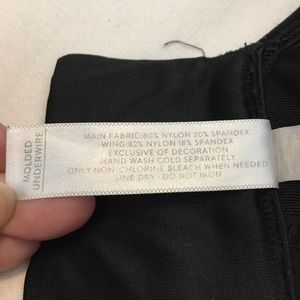 MOLDED
UNDERWIRE
MAIN FABRIC:80% NYLON 20% SPANDEX
WING:82% NYLON 18% SPANDEX
EXCLUSIVE OF DECORATION
HAND WASH COLD SEPARATELY
ONLY NON-CHLORINE BLEACH WHEN NEEDED
LINE DRY · DO NOT IRON